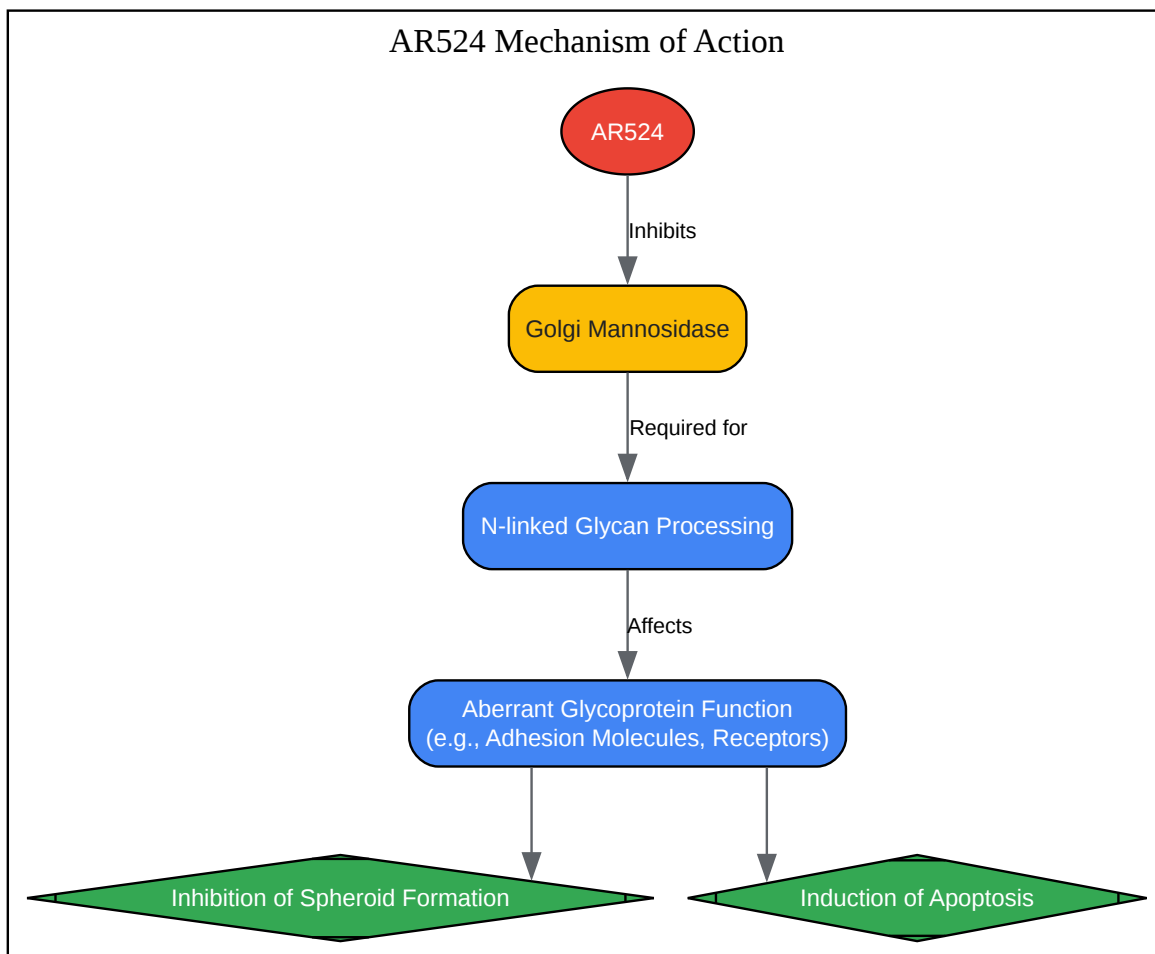 AR524 Mechanism of Action
AR524
Inhibits
Golgi Mannosidase
Required for
N-linked Glycan Processing
Affects
Aberrant Glycoprotein Function
(e.g., Adhesion Molecules, Receptors)
Inhibition of Spheroid Formation
Induction of Apoptosis